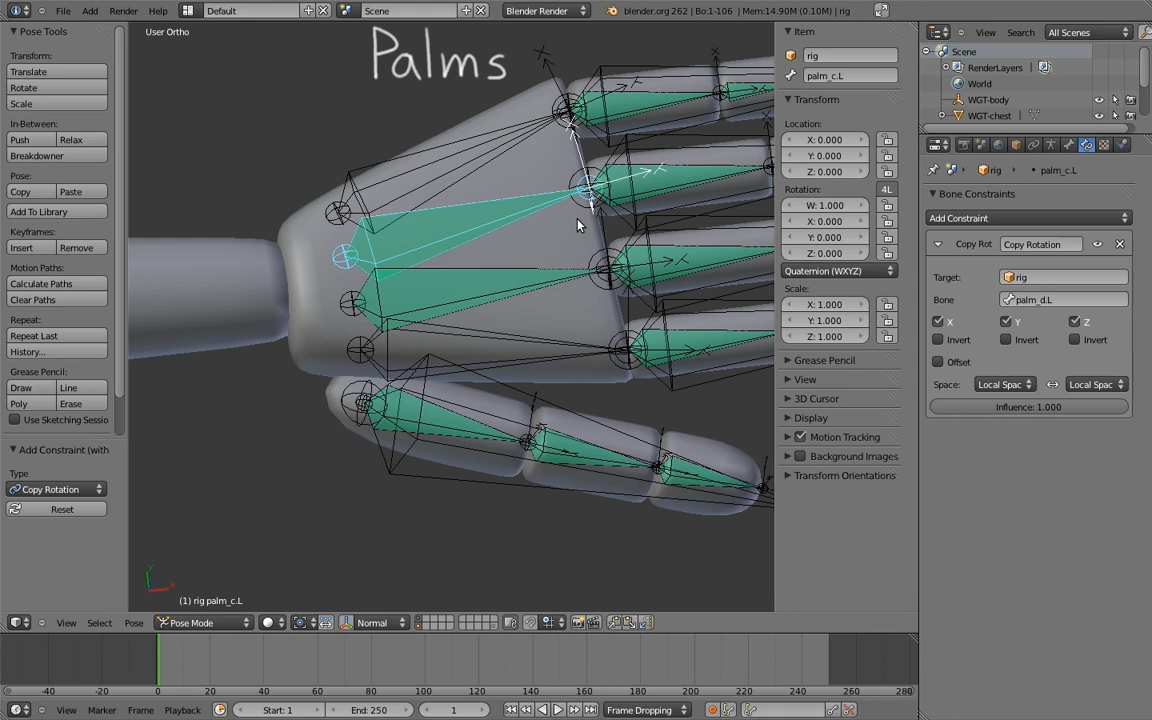 File Add Render Help Default Scene Blender Render blender.org 262 | Bo:1-106 | Mem:14.90M (0.10M) | rig
Pose Tools
Transform:
Translate
Rotate
Scale
In-Between:
Push Relax
Breakdowner
Pose:
Copy Paste
Add To Library
Keyframes:
Insert Remove
Motion Paths:
Calculate Paths
Clear Paths
Repeat:
Repeat Last
History...
Grease Pencil:
Draw Line
Poly Erase
Use Sketching Sessio
Add Constraint (with
Type
Copy Rotation
Reset
User Ortho
Palms
(1) rig palm_c.L
View Select Pose Pose Mode Normal
Item
rig
palm_c.L
Transform
Location:
X: 0.000
Y: 0.000
Z: 0.000
Rotation: 4L
W: 1.000
X: 0.000
Y: 0.000
Z: 0.000
Quaternion (WXYZ)
Scale:
X: 1.000
Y: 1.000
Z: 1.000
Grease Pencil
View
3D Cursor
Display
Motion Tracking
Background Images
Transform Orientations
View Search All Scenes
Scene
RenderLayers
World
WGT-body
WGT-chest
rig palm_c.L
Bone Constraints
Add Constraint
Copy Rot Copy Rotation
Target: rig
Bone palm_d.L
X Y Z
Invert Invert Invert
Offset
Space: Local Spac Local Spac
Influence: 1.000
-40 -20 0 20 40 60 80 100 120 140 160 180 200 220 240 260 280
View Marker Frame Playback Start: 1 End: 250 1 Frame Dropping